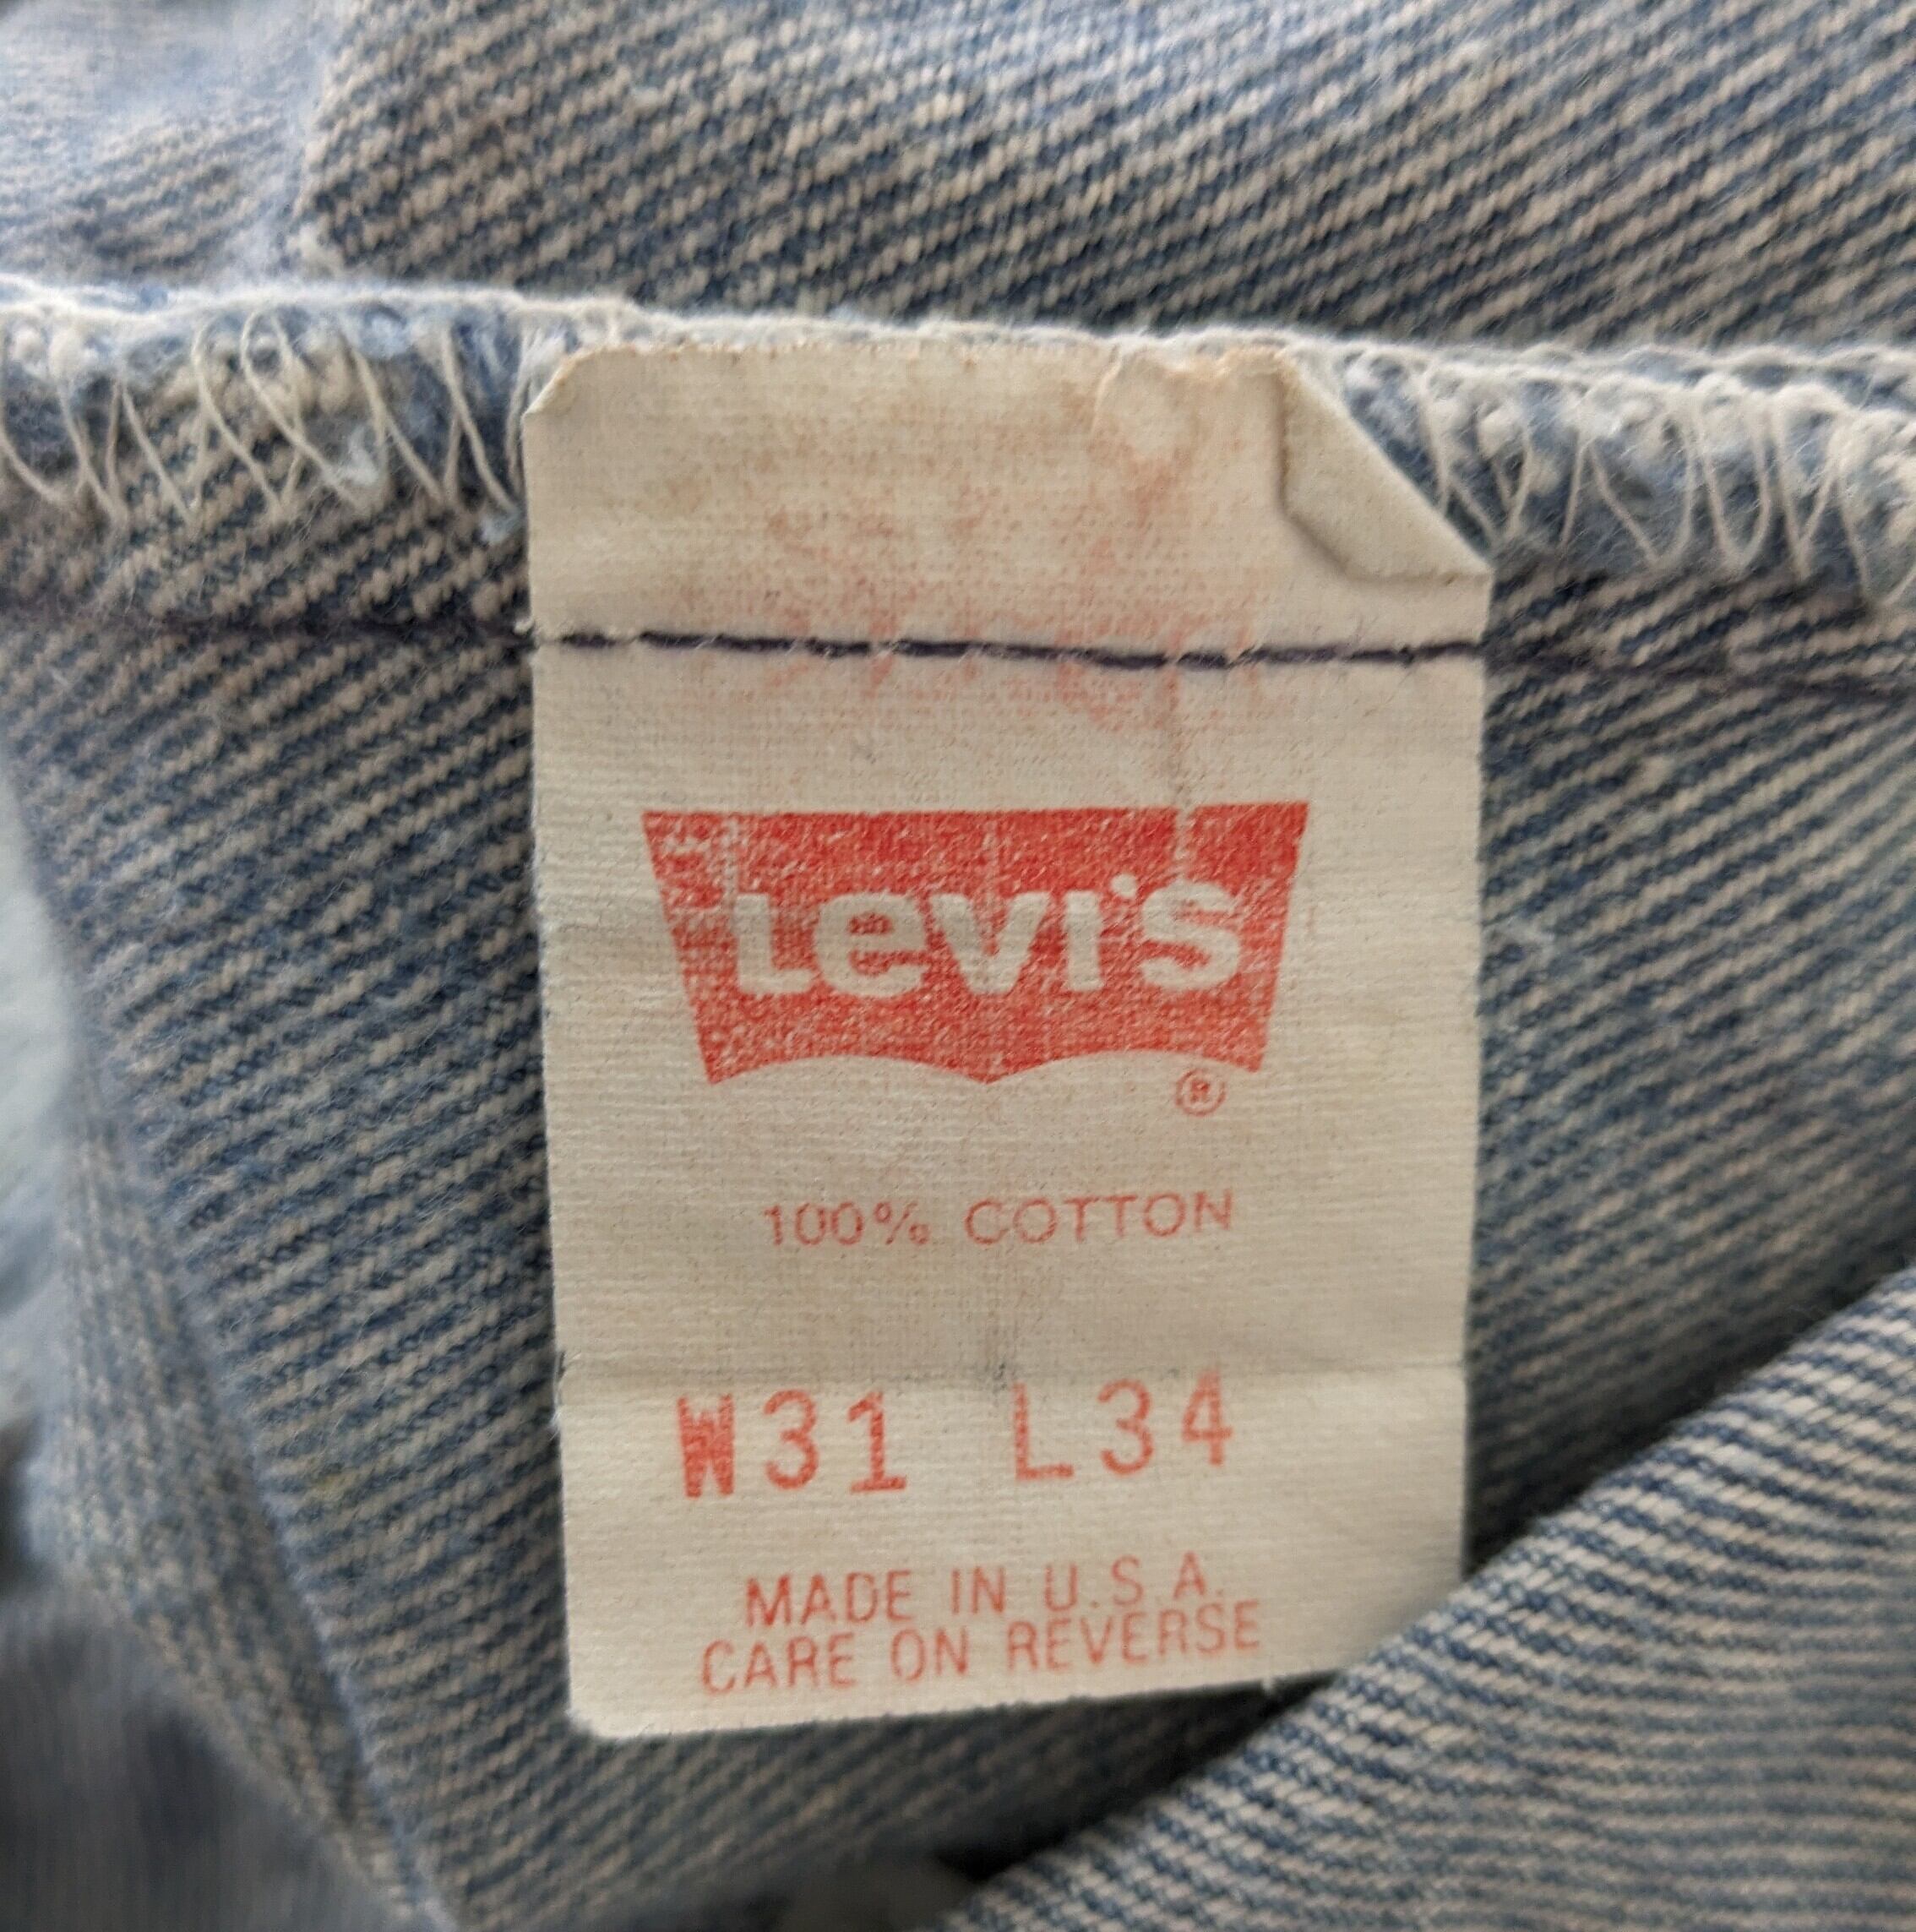 Levi's
®
100% COTTON
W31 L34
MADE IN U.S.A.
CARE ON REVERSE